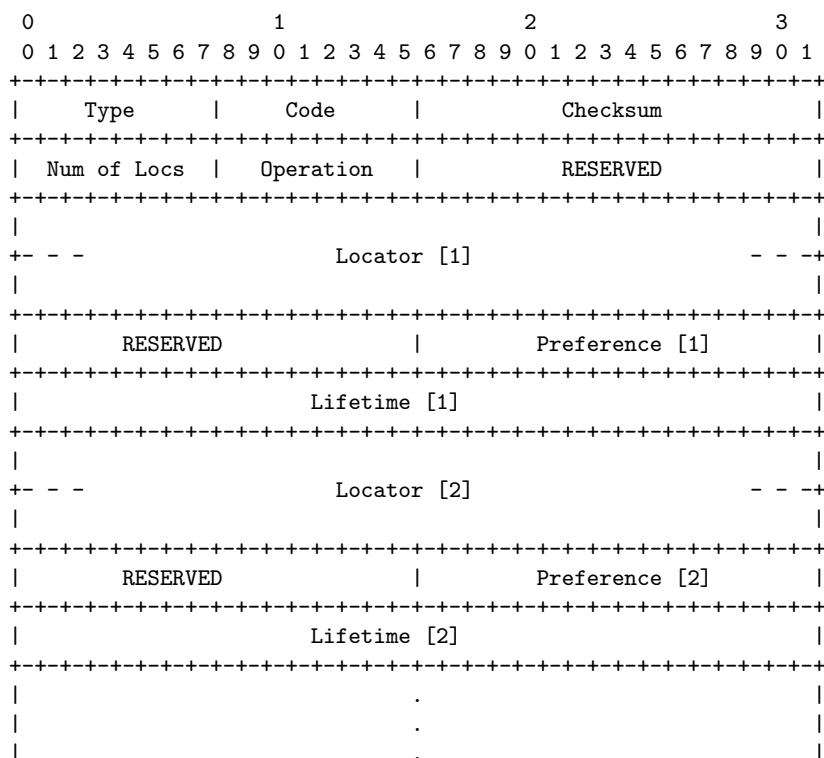 0                   1                   2                   3
0 1 2 3 4 5 6 7 8 9 0 1 2 3 4 5 6 7 8 9 0 1 2 3 4 5 6 7 8 9 0 1
+-+-+-+-+-+-+-+-+-+-+-+-+-+-+-+-+-+-+-+-+-+-+-+-+-+-+-+-+-+-+-+-+
|     Type      |     Code      |           Checksum            |
+-+-+-+-+-+-+-+-+-+-+-+-+-+-+-+-+-+-+-+-+-+-+-+-+-+-+-+-+-+-+-+-+
|  Num of Locs  |   Operation   |           RESERVED            |
+-+-+-+-+-+-+-+-+-+-+-+-+-+-+-+-+-+-+-+-+-+-+-+-+-+-+-+-+-+-+-+-+
|                                                               |
+- - -                    Locator [1]                      - - -+
|                                                               |
+-+-+-+-+-+-+-+-+-+-+-+-+-+-+-+-+-+-+-+-+-+-+-+-+-+-+-+-+-+-+-+-+
|        RESERVED               |         Preference [1]        |
+-+-+-+-+-+-+-+-+-+-+-+-+-+-+-+-+-+-+-+-+-+-+-+-+-+-+-+-+-+-+-+-+
|                       Lifetime [1]                            |
+-+-+-+-+-+-+-+-+-+-+-+-+-+-+-+-+-+-+-+-+-+-+-+-+-+-+-+-+-+-+-+-+
|                                                               |
+- - -                    Locator [2]                      - - -+
|                                                               |
+-+-+-+-+-+-+-+-+-+-+-+-+-+-+-+-+-+-+-+-+-+-+-+-+-+-+-+-+-+-+-+-+
|        RESERVED               |         Preference [2]        |
+-+-+-+-+-+-+-+-+-+-+-+-+-+-+-+-+-+-+-+-+-+-+-+-+-+-+-+-+-+-+-+-+
|                       Lifetime [2]                            |
+-+-+-+-+-+-+-+-+-+-+-+-+-+-+-+-+-+-+-+-+-+-+-+-+-+-+-+-+-+-+-+-+
|                               .                               |
|                               .                               |
|                               .                               |